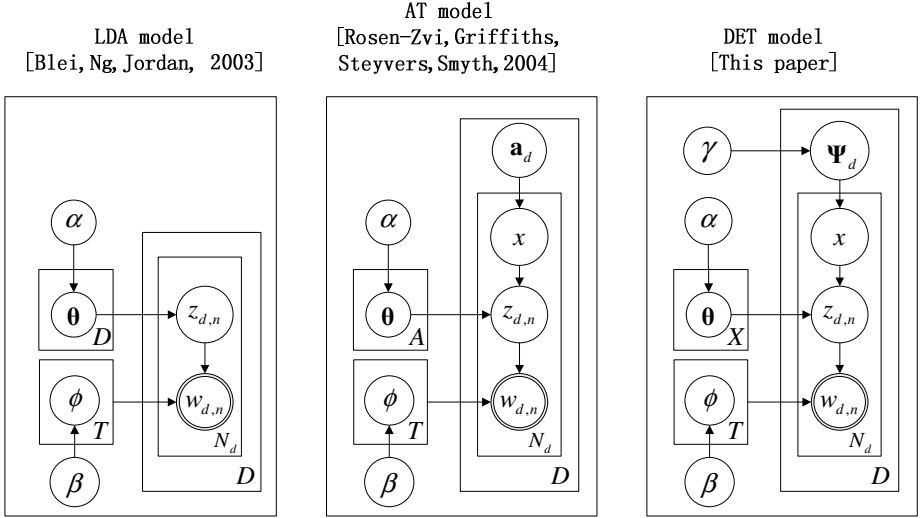 LDA model
[Blei, Ng, Jordan, 2003]
α
θ
D
z_{d,n}
ϕ
T
w_{d,n}
N_d
β
D
AT model
[Rosen-Zvi, Griffiths,
Steyvers, Smyth, 2004]
a_d
α
x
θ
A
z_{d,n}
ϕ
T
w_{d,n}
N_d
β
D
DET model
[This paper]
γ
Ψ_d
α
x
θ
X
z_{d,n}
ϕ
T
w_{d,n}
N_d
β
D